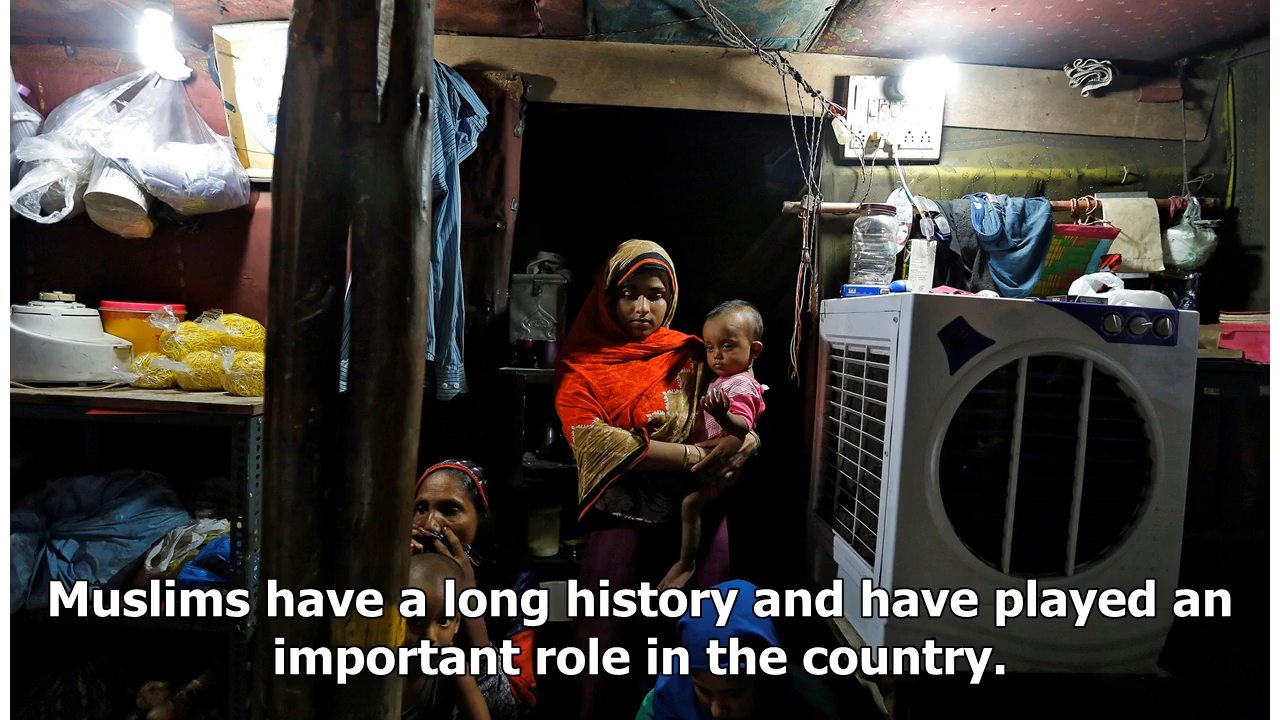 Muslims have a long history and have played an
important role in the country.